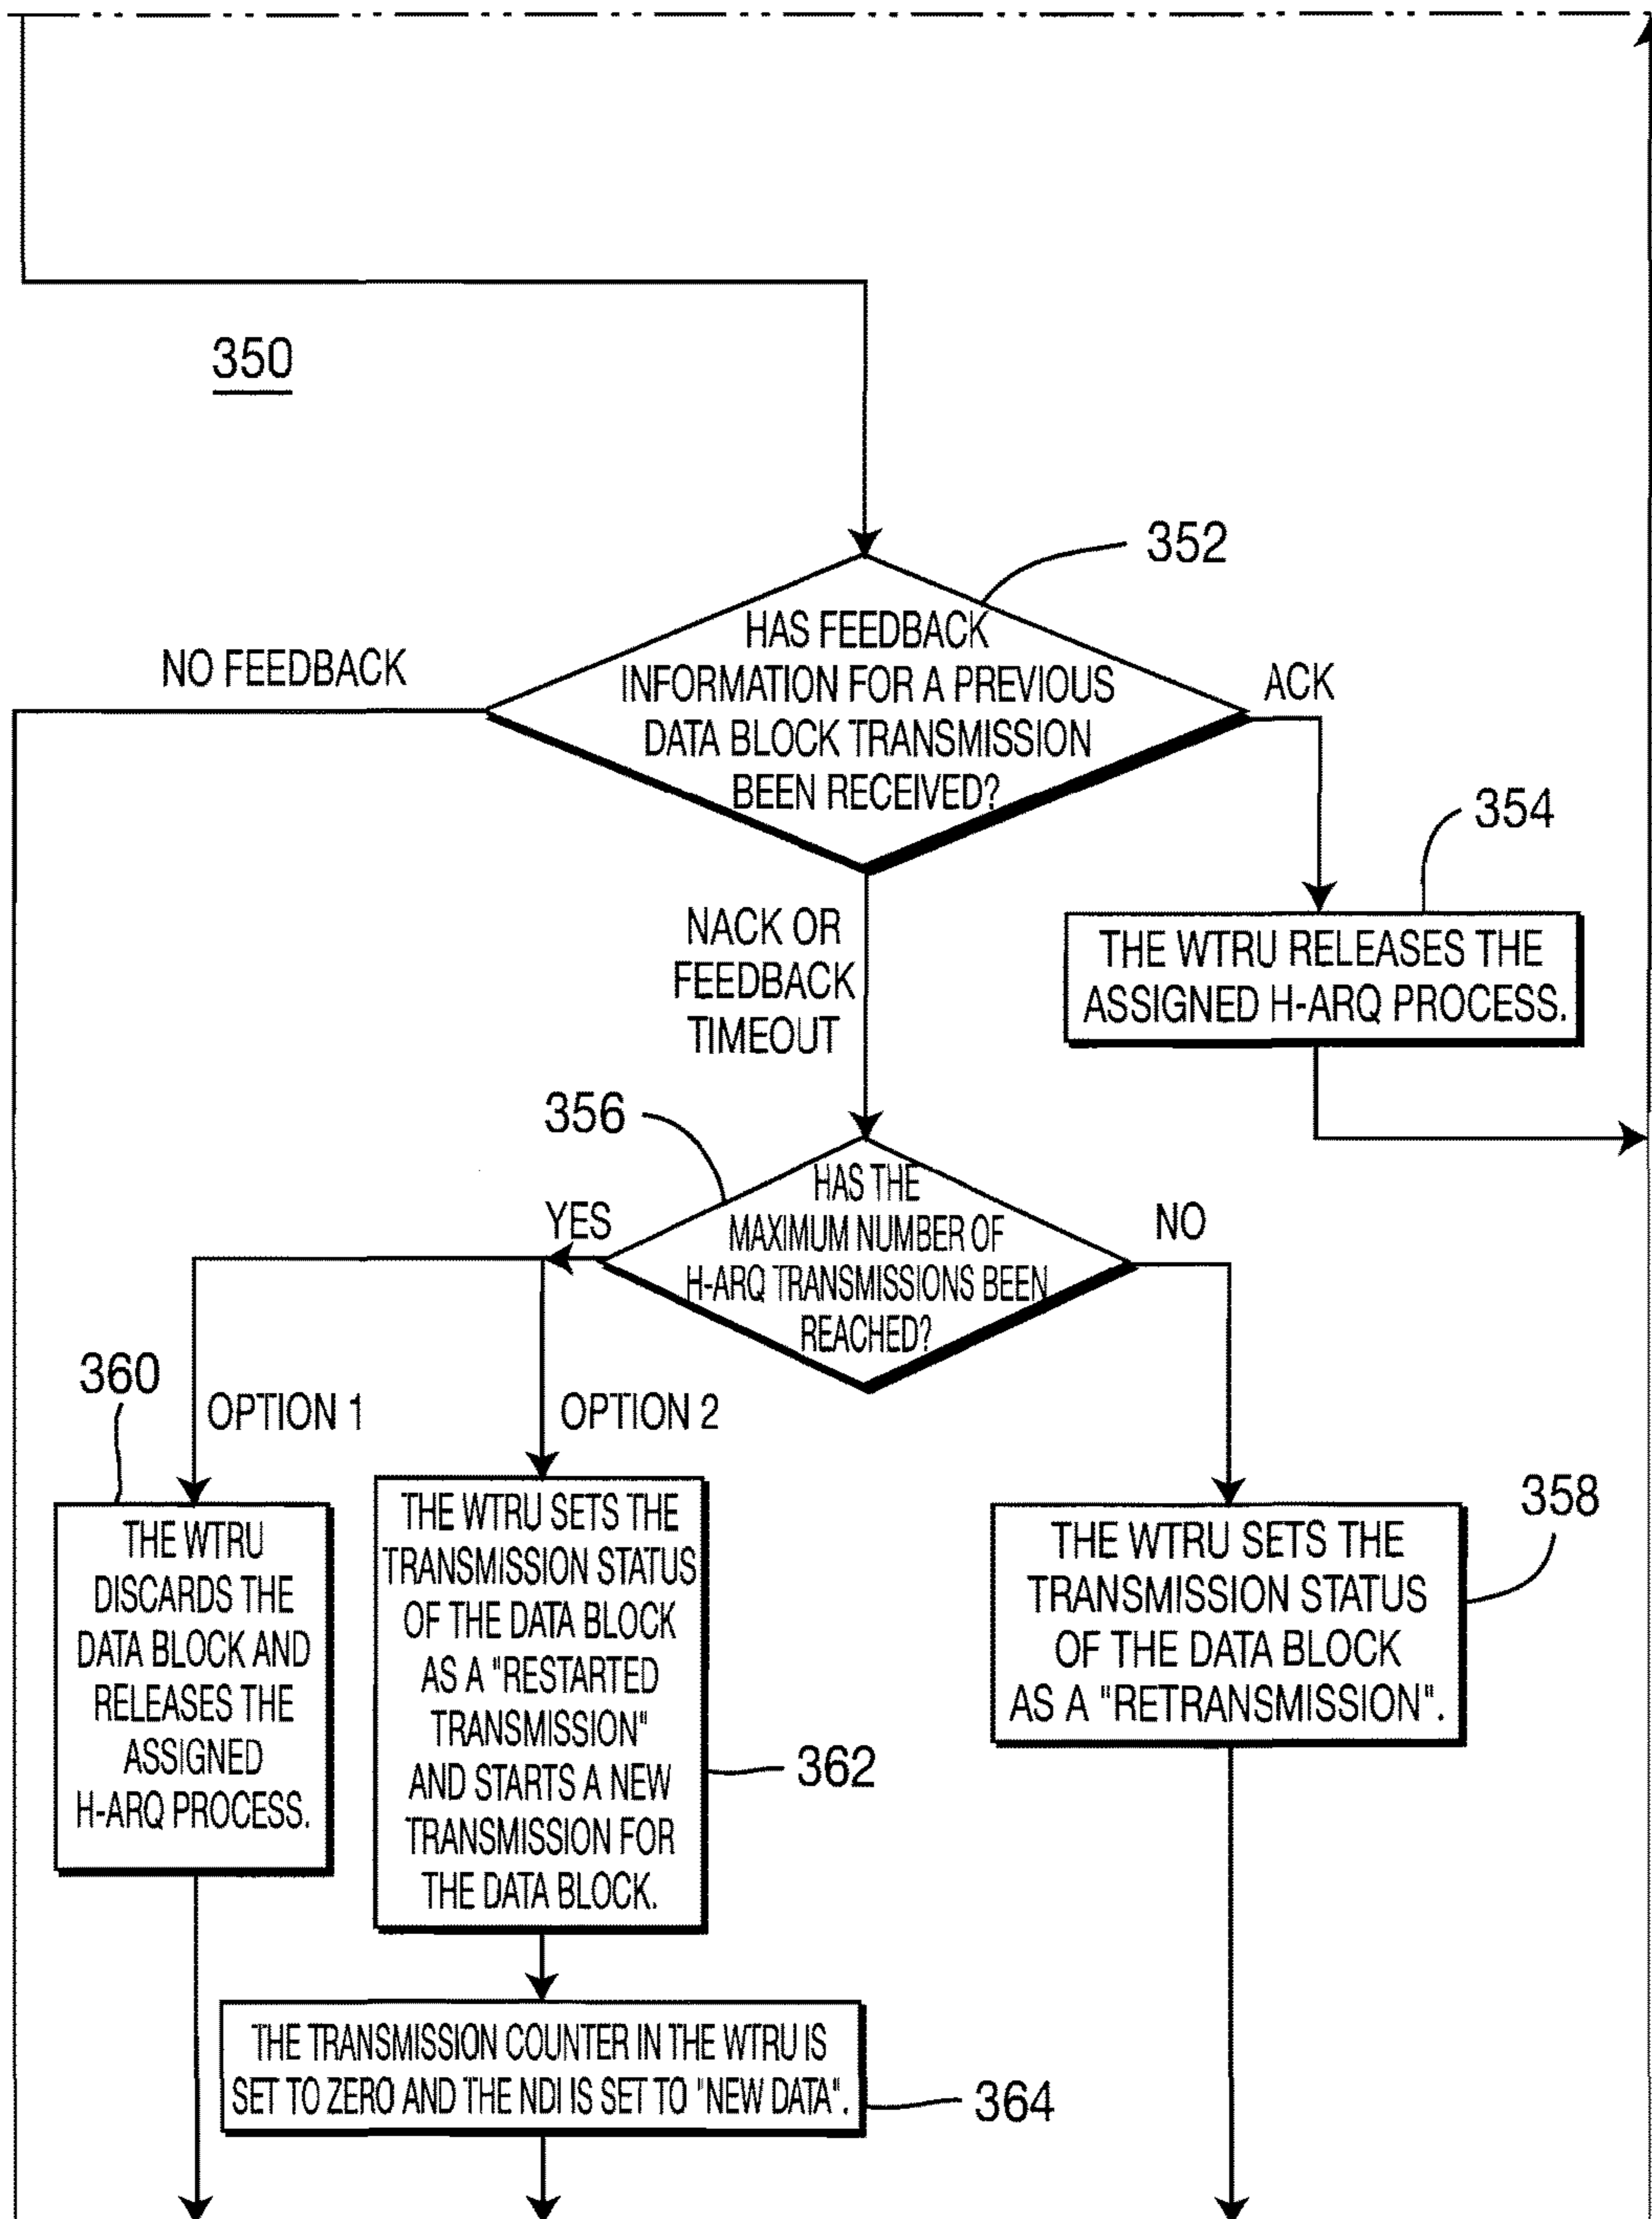 350
352
HAS FEEDBACK
INFORMATION FOR A PREVIOUS
DATA BLOCK TRANSMISSION
BEEN RECEIVED?
NO FEEDBACK
ACK
354
THE WTRU RELEASES THE
ASSIGNED H-ARQ PROCESS.
NACK OR
FEEDBACK
TIMEOUT
356
HAS THE
MAXIMUM NUMBER OF
H-ARQ TRANSMISSIONS BEEN
REACHED?
YES
NO
360
OPTION 1
OPTION 2
THE WTRU
DISCARDS THE
DATA BLOCK AND
RELEASES THE
ASSIGNED
H-ARQ PROCESS.
THE WTRU SETS THE
TRANSMISSION STATUS
OF THE DATA BLOCK
AS A "RESTARTED
TRANSMISSION"
AND STARTS A NEW
TRANSMISSION FOR
THE DATA BLOCK.
362
358
THE WTRU SETS THE
TRANSMISSION STATUS
OF THE DATA BLOCK
AS A "RETRANSMISSION".
THE TRANSMISSION COUNTER IN THE WTRU IS
SET TO ZERO AND THE NDI IS SET TO "NEW DATA".
364